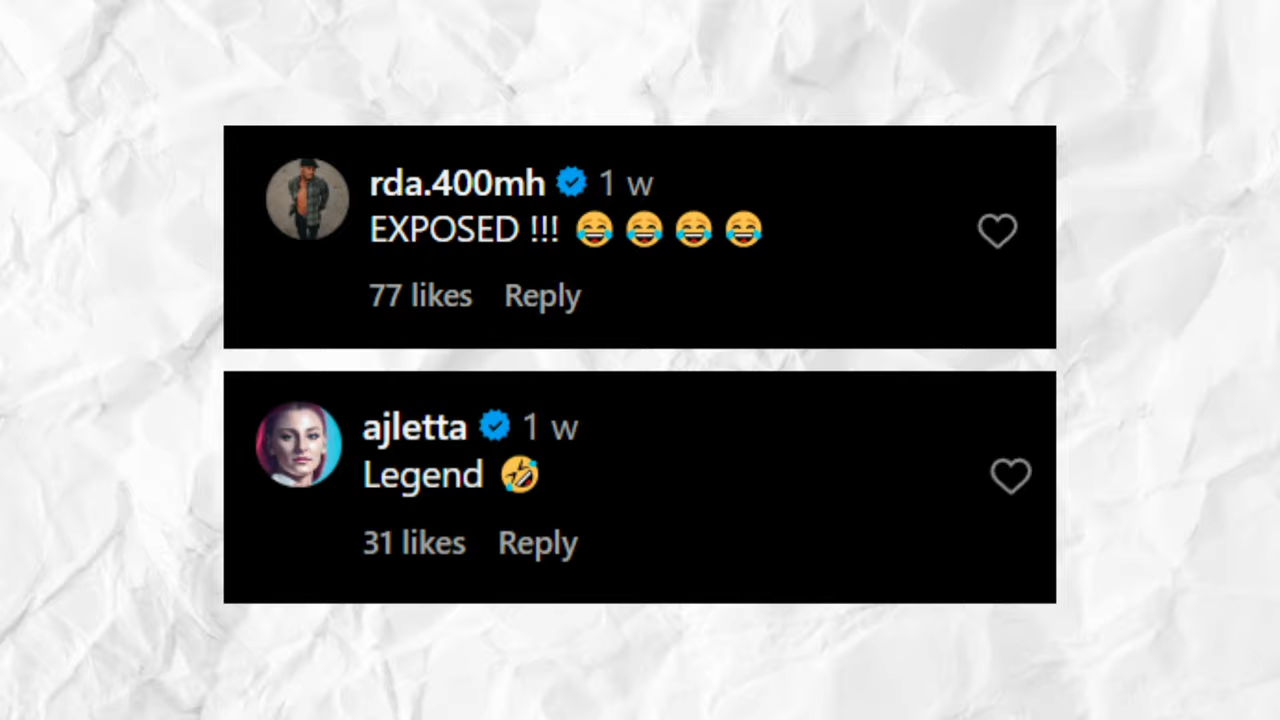 rda.400mh 1 w
EXPOSED !!! 😂 😂 😂 😂
77 likes Reply
ajletta 1 w
Legend 🤣
31 likes Reply